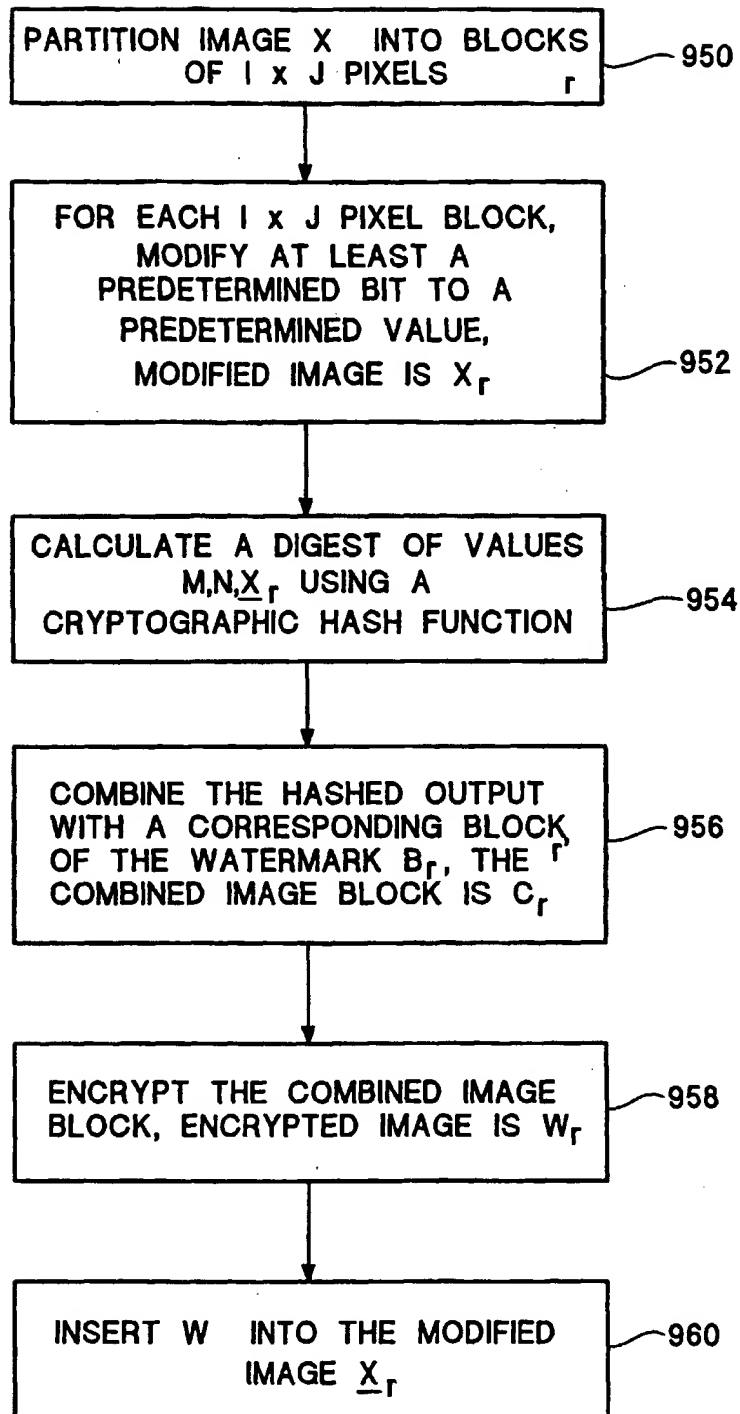 PARTITION IMAGE X INTO BLOCKS
OF I x J PIXELS r
950
FOR EACH I x J PIXEL BLOCK,
MODIFY AT LEAST A
PREDETERMINED BIT TO A
PREDETERMINED VALUE,
MODIFIED IMAGE IS Xr
952
CALCULATE A DIGEST OF VALUES
M,N,Xr USING A
CRYPTOGRAPHIC HASH FUNCTION
954
COMBINE THE HASHED OUTPUT
WITH A CORRESPONDING BLOCK,
OF THE WATERMARK Br, THE r
COMBINED IMAGE BLOCK IS Cr
956
ENCRYPT THE COMBINED IMAGE
BLOCK, ENCRYPTED IMAGE IS Wr
958
INSERT W INTO THE MODIFIED
IMAGE Xr
960